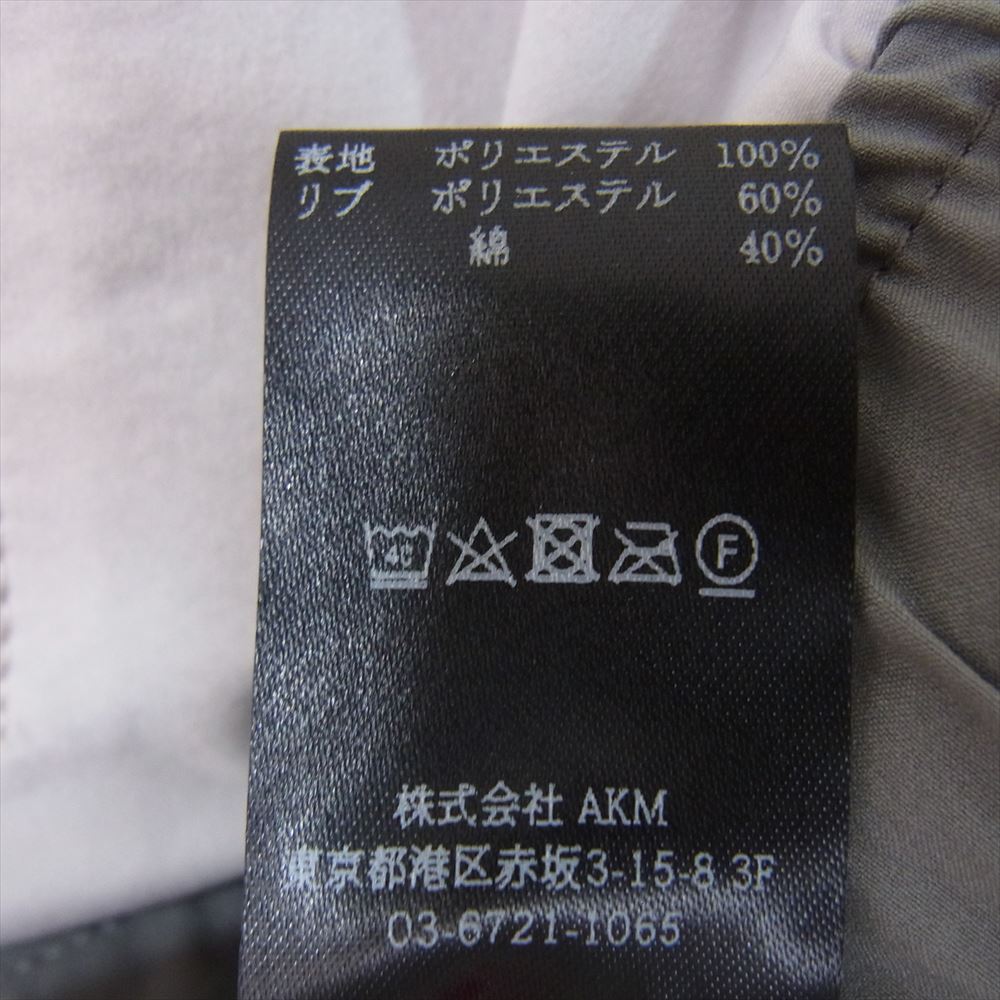 表地 ポリエステル 100%
リブ ポリエステル 60%
綿 40%
40 F
株式会社 AKM
東京都港区赤坂3-15-8 3F
03-6721-1065